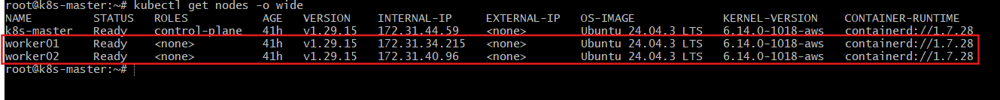 root@k8s-master:~# kubectl get nodes -o wide
NAME STATUS ROLES AGE VERSION INTERNAL-IP EXTERNAL-IP OS-IMAGE KERNEL-VERSION CONTAINER-RUNTIME
k8s-master Ready control-plane 41h v1.29.15 172.31.44.59 <none> Ubuntu 24.04.3 LTS 6.14.0-1018-aws containerd://1.7.28
worker01 Ready <none> 41h v1.29.15 172.31.34.215 <none> Ubuntu 24.04.3 LTS 6.14.0-1018-aws containerd://1.7.28
worker02 Ready <none> 41h v1.29.15 172.31.40.96 <none> Ubuntu 24.04.3 LTS 6.14.0-1018-aws containerd://1.7.28
root@k8s-master:~#